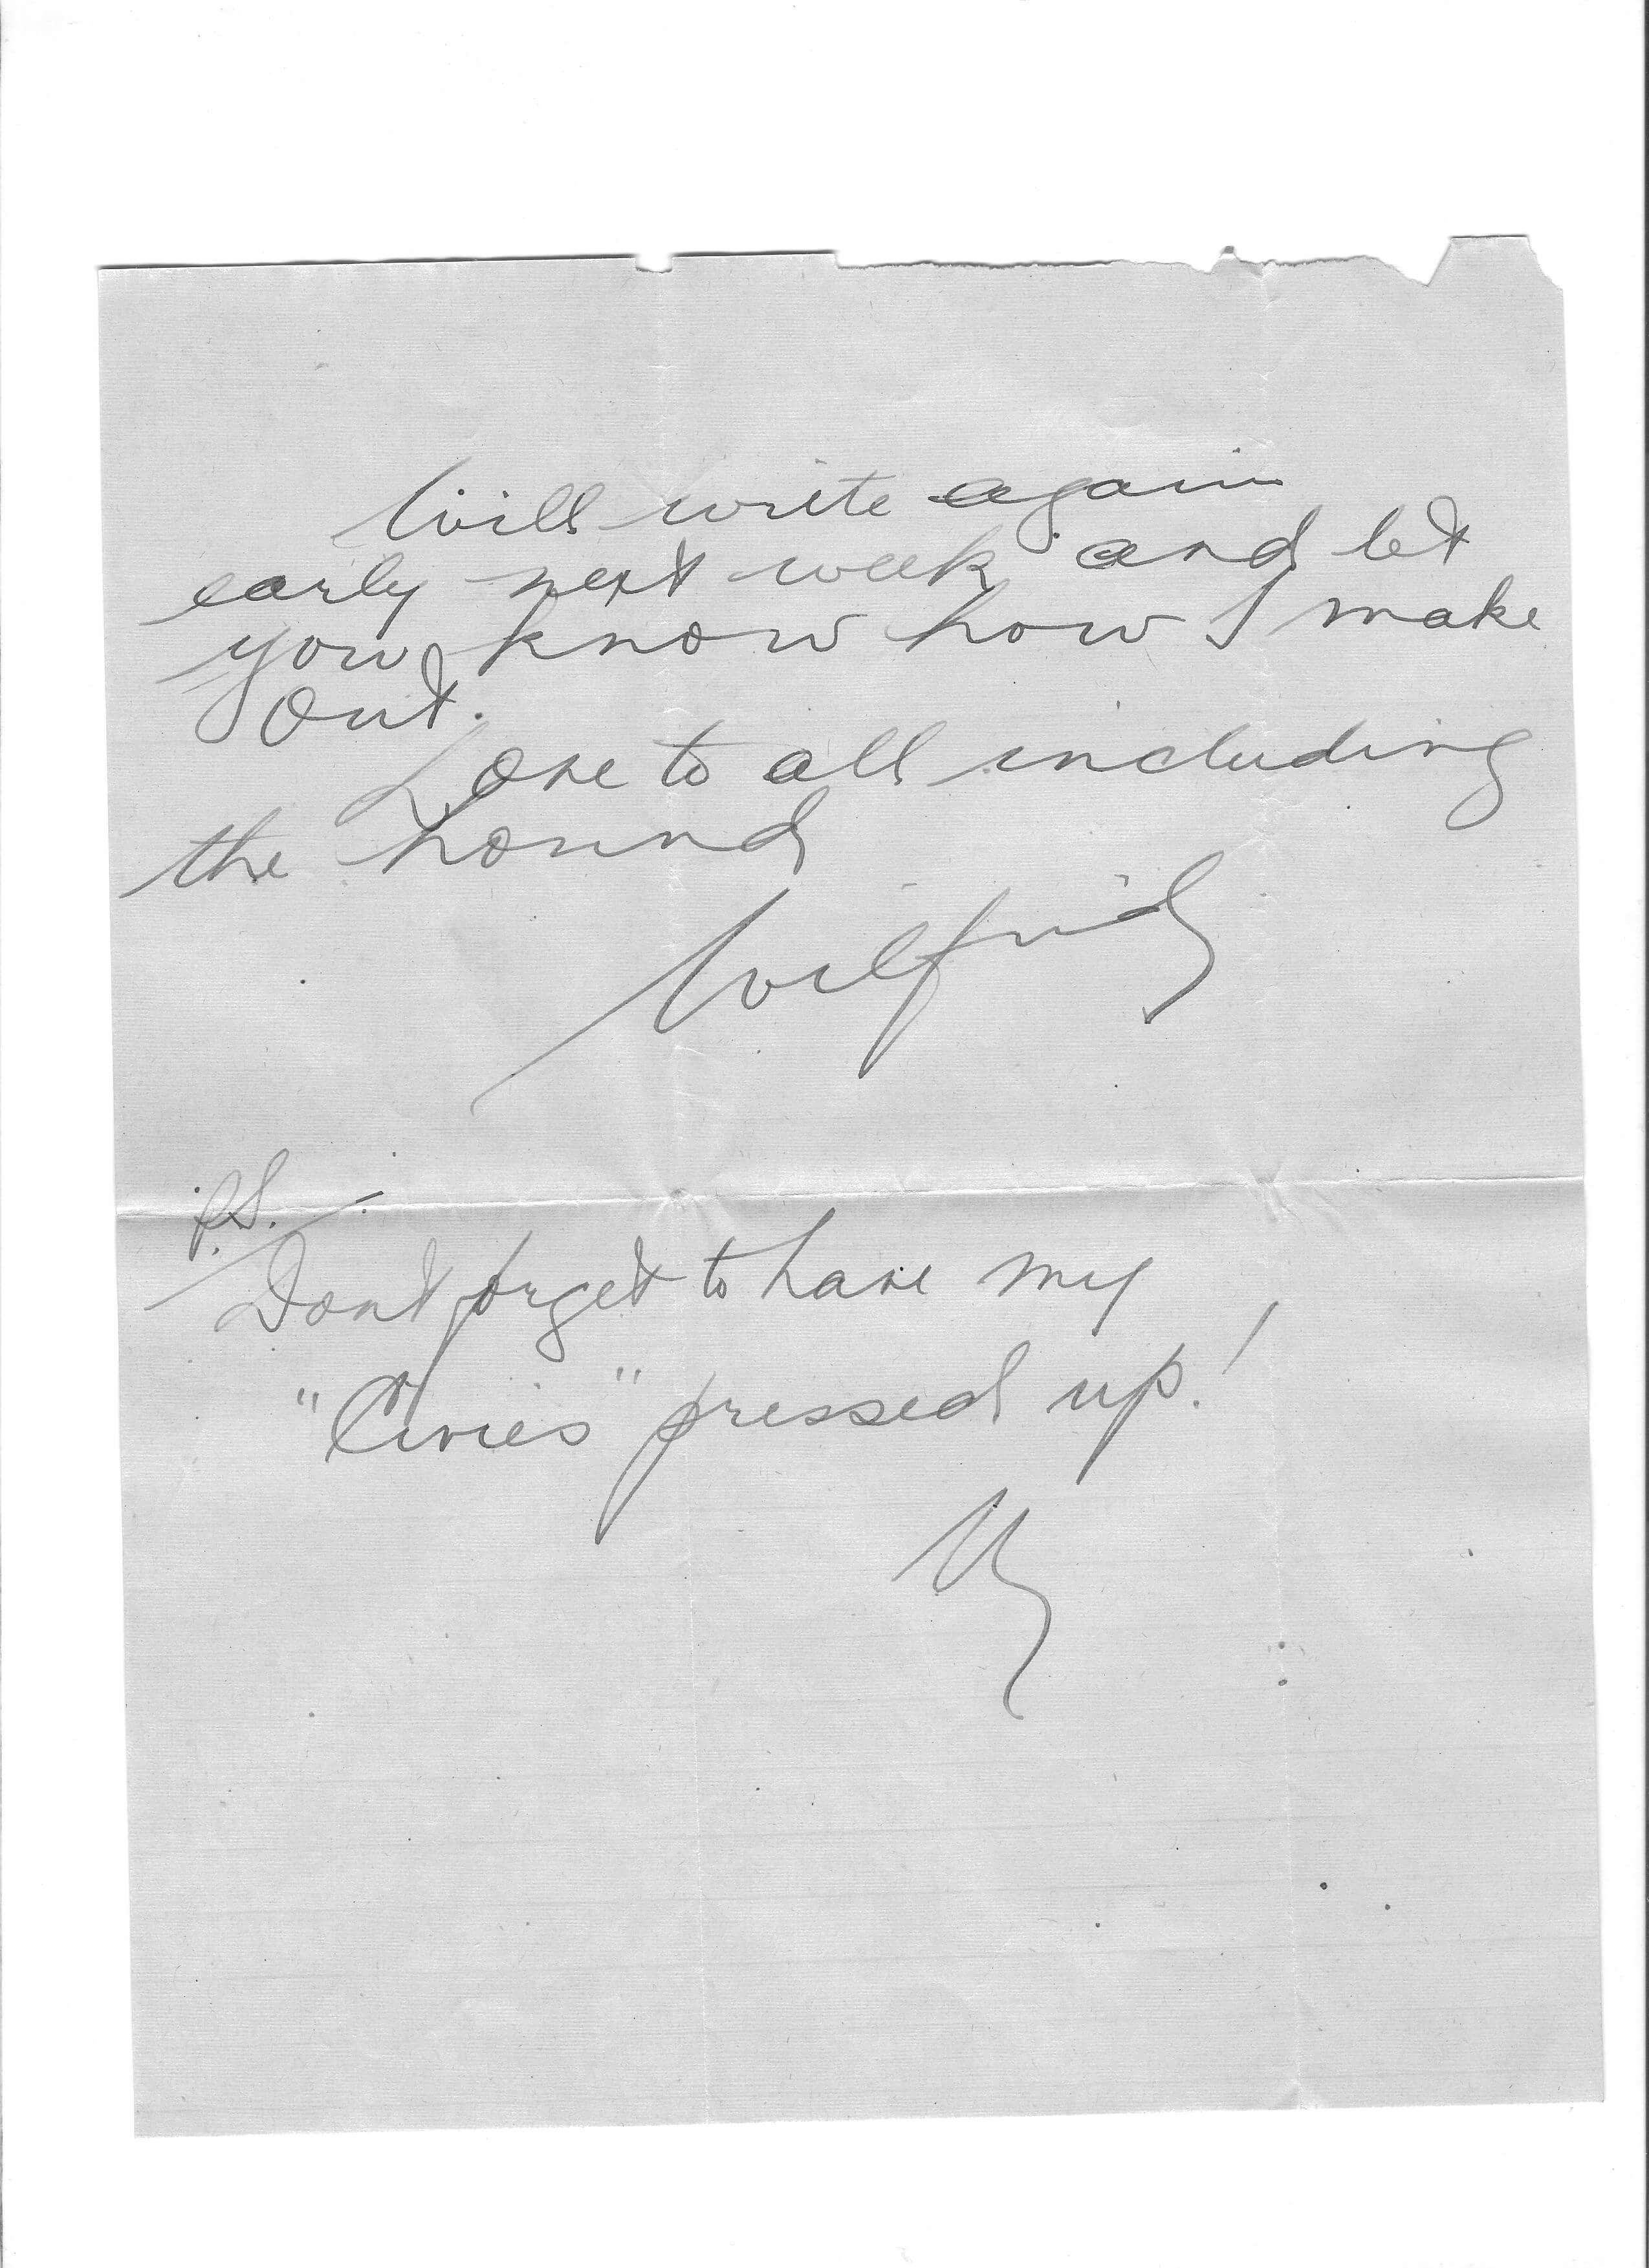 Will write again
early next week and let
you know how I make
out.
Love to all including
the hound
Wilfrid
P.S. –
Dont forget to have my
"Civies" pressed up!
W